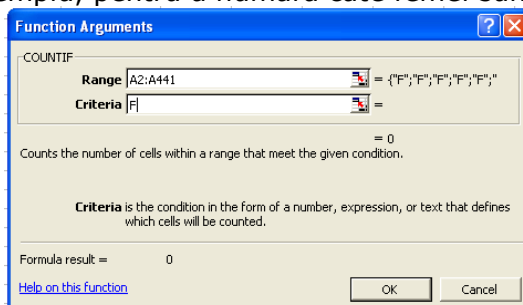 Function Arguments
COUNTIF
Range A2:A441 = {"F";"F";"F";"F";"F";"
Criteria F =
= 0
Counts the number of cells within a range that meet the given condition.
Criteria is the condition in the form of a number, expression, or text that defines
which cells will be counted.
Formula result = 0
Help on this function OK Cancel